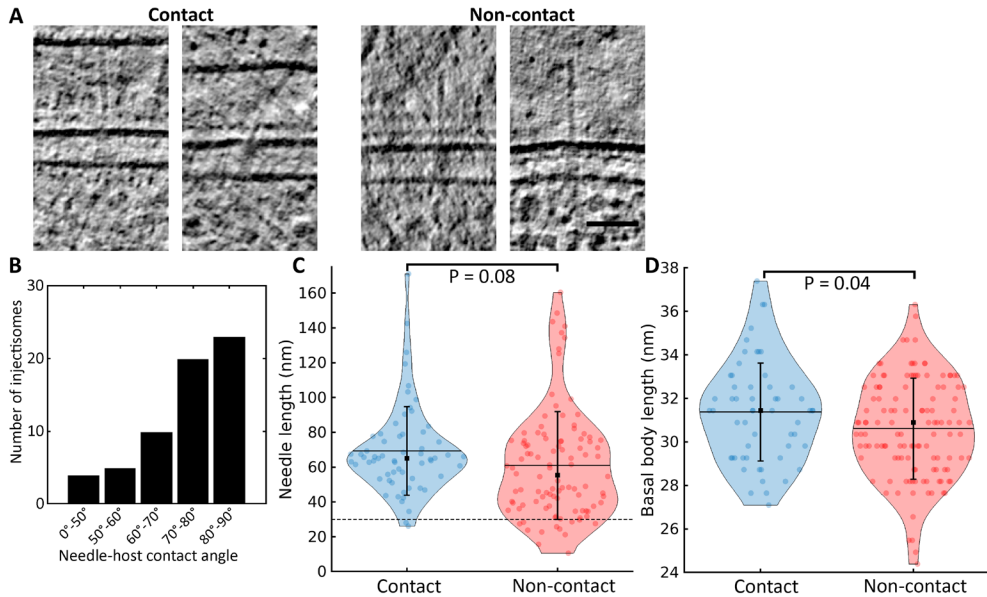 A
Contact
Non-contact
B
Number of injectisomes
30
20
10
0
0°-50°
50°-60°
60°-70°
70°-80°
80°-90°
Needle-host contact angle
C
P = 0.08
Needle length (nm)
160
140
120
100
80
60
40
20
0
Contact
Non-contact
D
P = 0.04
Basal body length (nm)
38
36
34
32
30
28
26
24
Contact
Non-contact